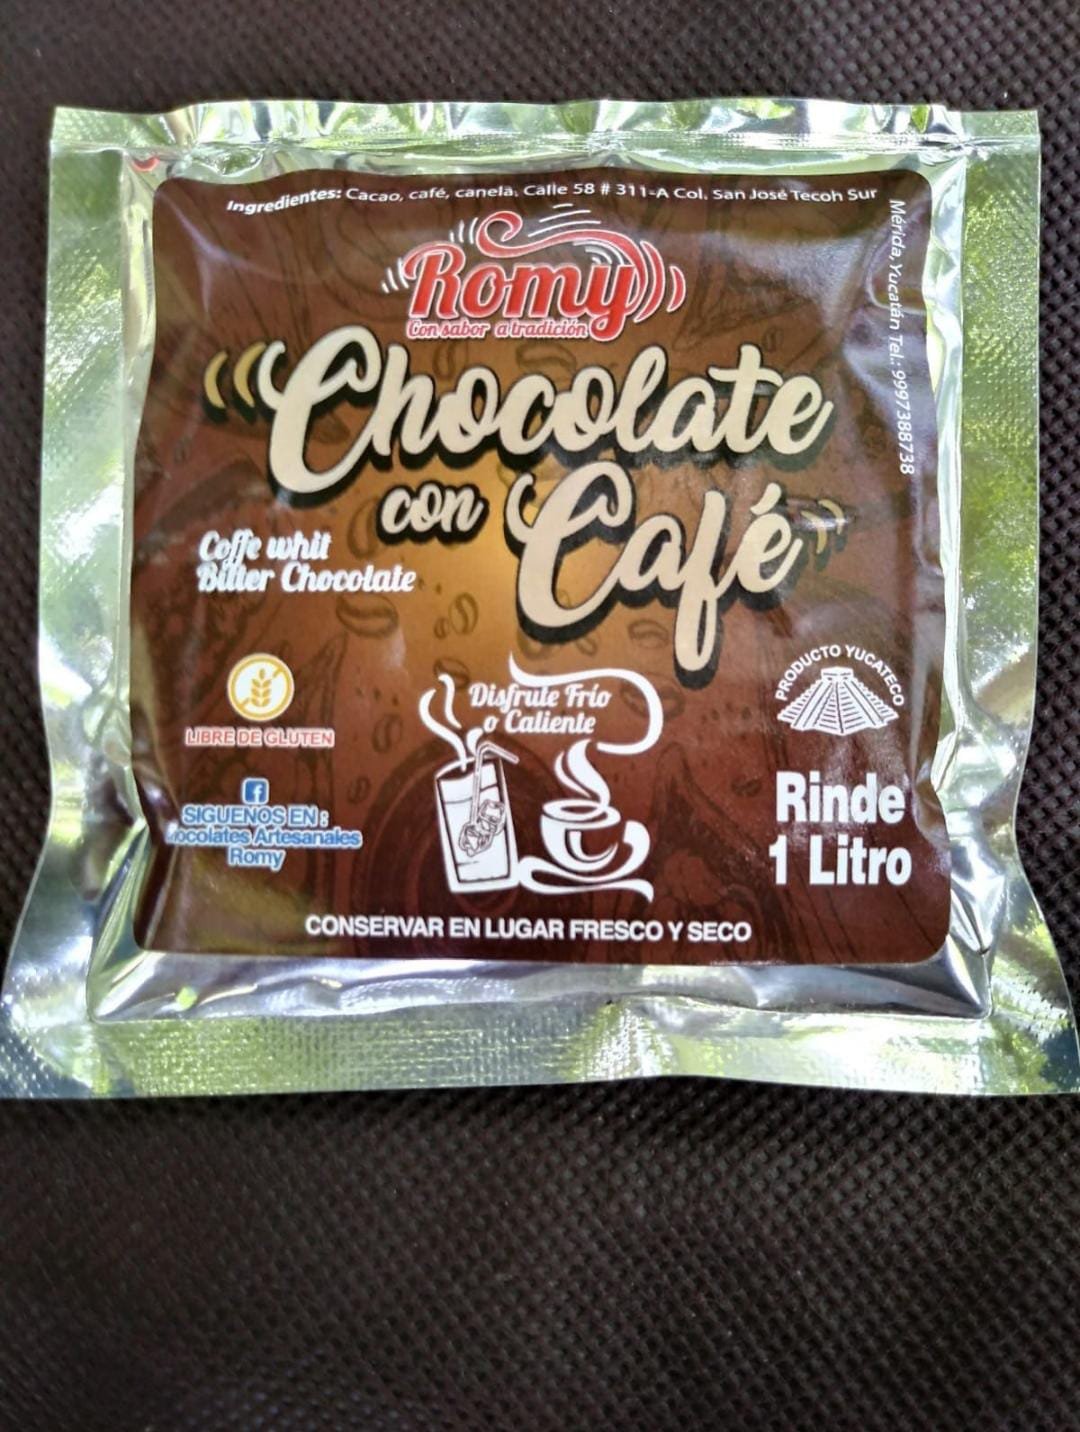 Ingredientes: Cacao, café, canela. Calle 58 # 311-A Col. San José Tecoh Sur
Mérida, Yucatán Tel.: 9997388738
Romy
Con sabor a tradición
Chocolate
con
Café
Coffe whit
Bitter Chocolate
LIBRE DE GLUTEN
f
SIGUENOS EN :
Artesanales
Romy
Disfrute Frío
o Caliente
PRODUCTO YUCATECO
Rinde
1 Litro
CONSERVAR EN LUGAR FRESCO Y SECO